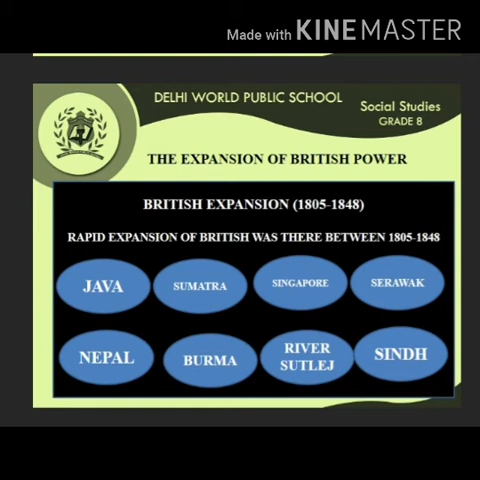 Made with KINEMASTER
DELHI WORLD PUBLIC SCHOOL
Social Studies
GRADE 8
THE EXPANSION OF BRITISH POWER
BRITISH EXPANSION (1805-1848)
RAPID EXPANSION OF BRITISH WAS THERE BETWEEN 1805-1848
JAVA
SUMATRA
SINGAPORE
SERAWAK
NEPAL
BURMA
RIVER
SUTLEJ
SINDH